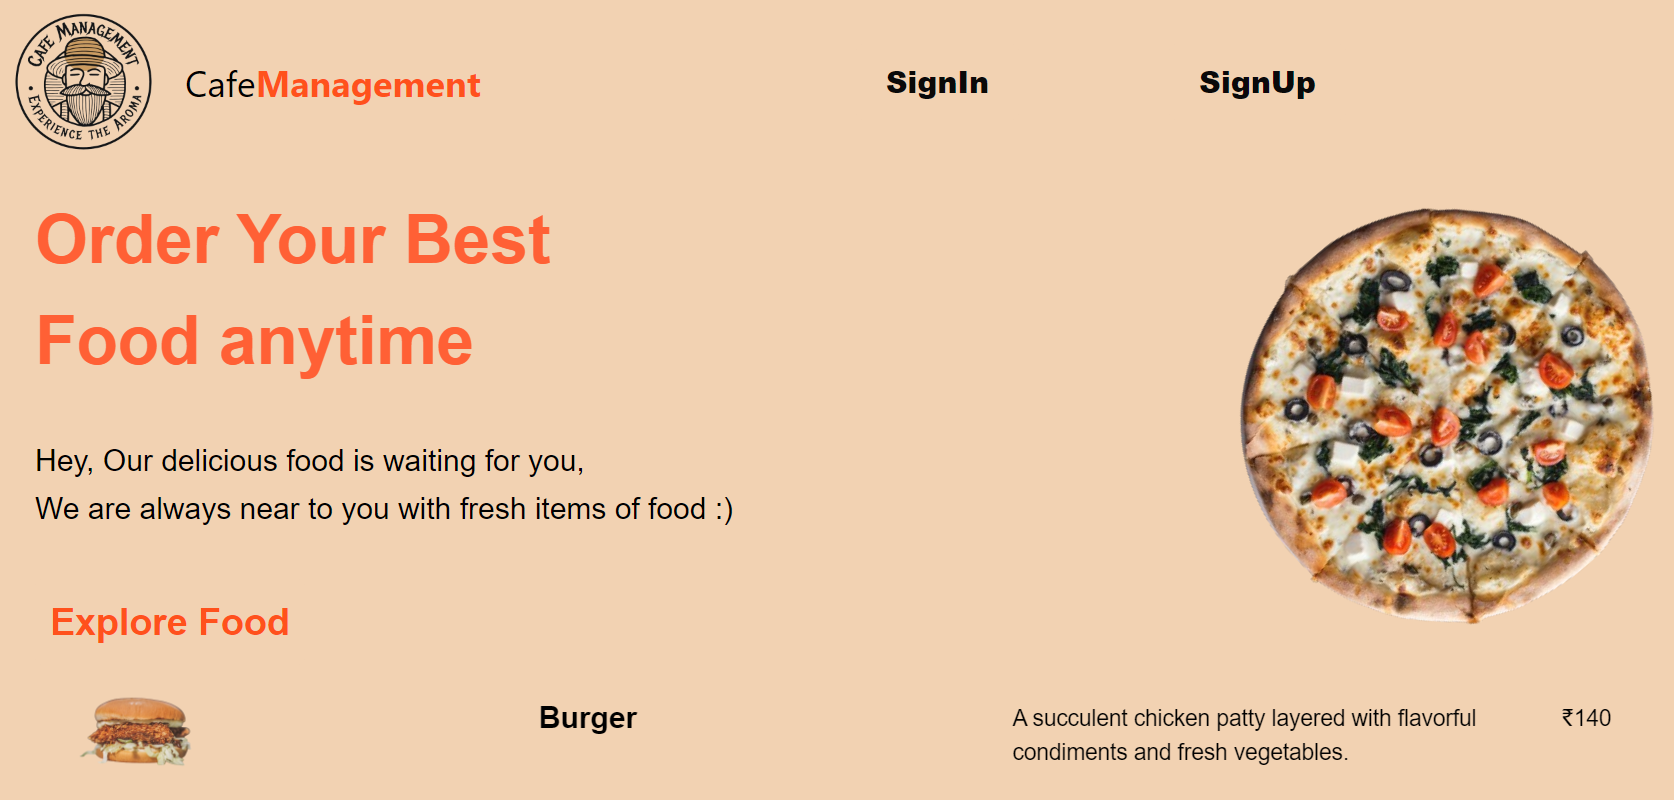 CAFE MANAGEMENT
• EXPERIENCE THE AROMA •
CafeManagement
SignIn
SignUp
Order Your Best
Food anytime
Hey, Our delicious food is waiting for you,
We are always near to you with fresh items of food :)
Explore Food
Burger
A succulent chicken patty layered with flavorful
condiments and fresh vegetables.
₹140